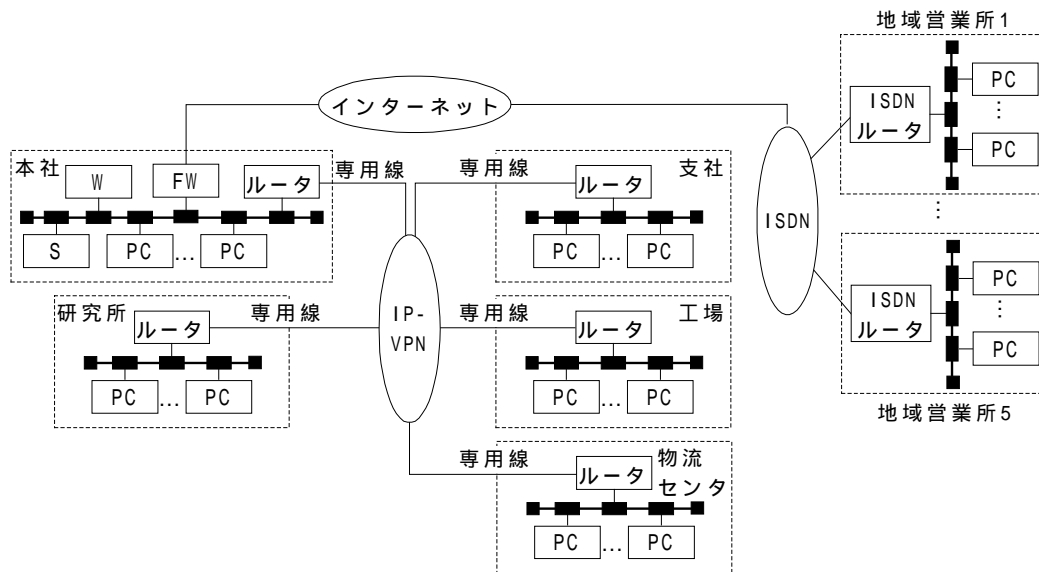 地域営業所1
ISDN
ルータ
PC
⋮
PC
⋮
ISDN
ルータ
PC
⋮
PC
地域営業所5
インターネット
ISDN
本社
W
FW
ルータ
専用線
S
PC...PC
専用線
支社
ルータ
PC...PC
IP-
VPN
研究所
ルータ
専用線
PC...PC
専用線
工場
ルータ
PC...PC
専用線
物流
センタ
ルータ
PC...PC